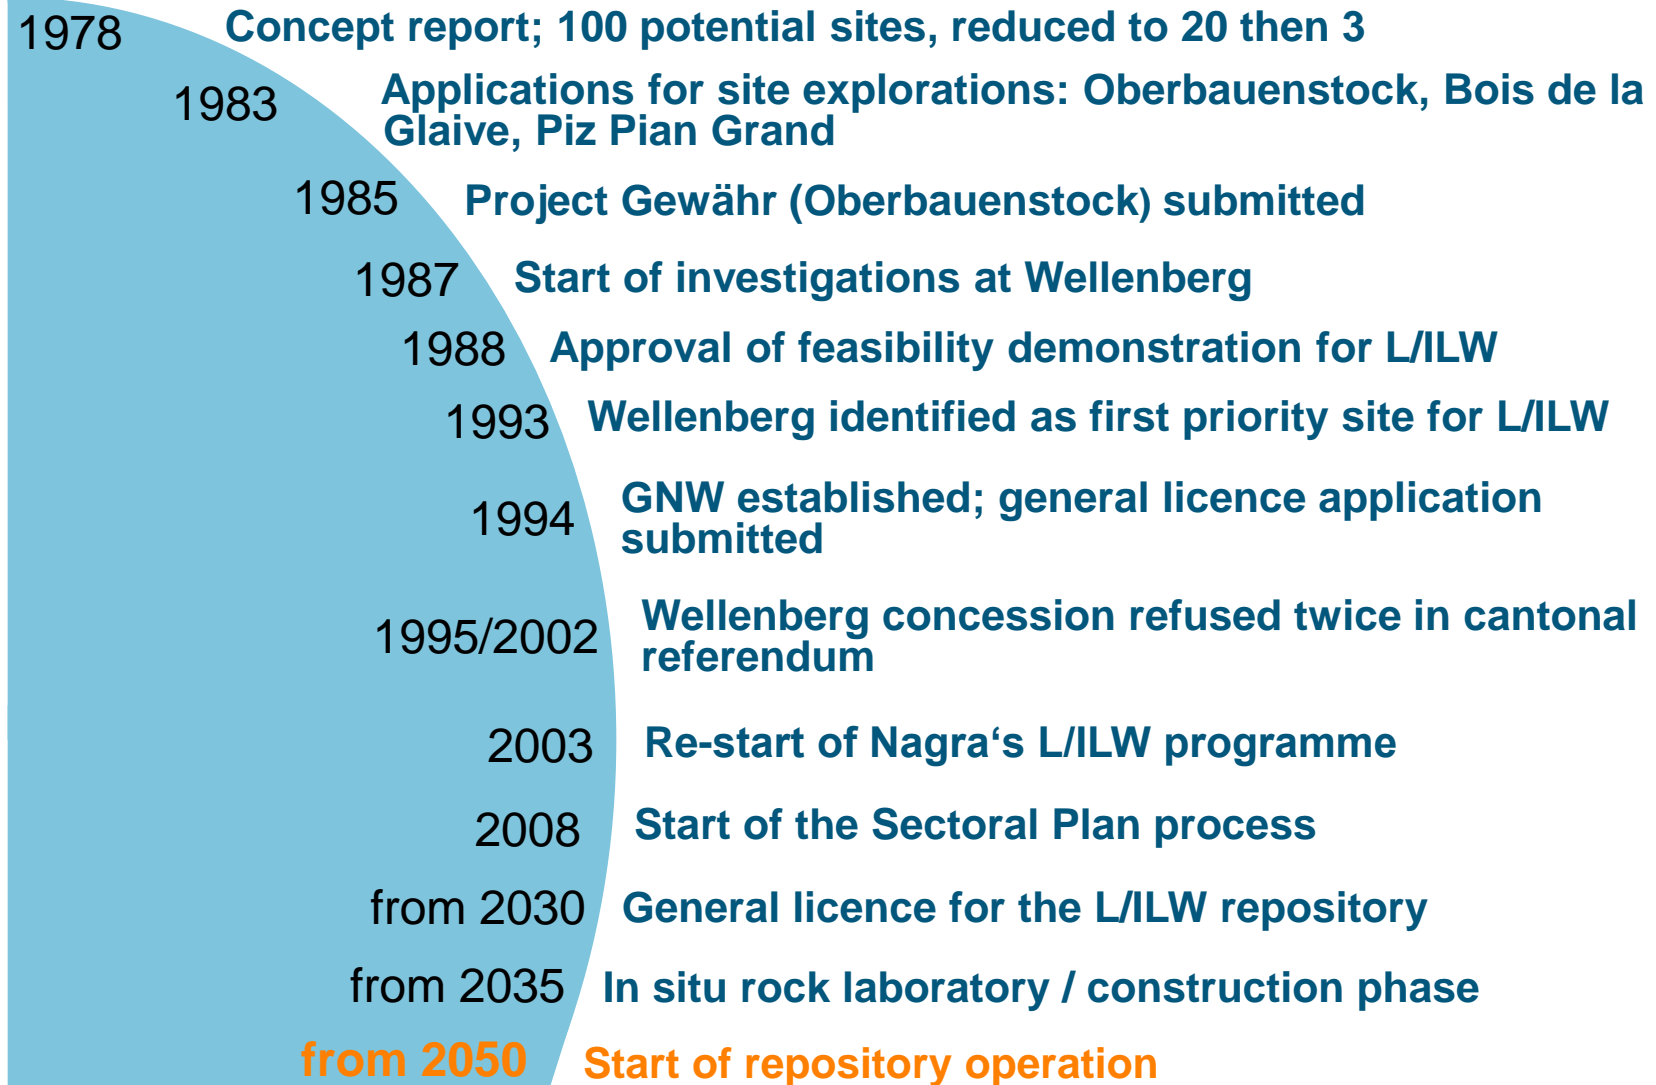 1978 Concept report; 100 potential sites, reduced to 20 then 3
1983 Applications for site explorations: Oberbauenstock, Bois de la
Glaive, Piz Pian Grand
1985 Project Gewähr (Oberbauenstock) submitted
1987 Start of investigations at Wellenberg
1988 Approval of feasibility demonstration for L/ILW
1993 Wellenberg identified as first priority site for L/ILW
1994 GNW established; general licence application
submitted
1995/2002 Wellenberg concession refused twice in cantonal
referendum
2003 Re-start of Nagra‘s L/ILW programme
2008 Start of the Sectoral Plan process
from 2030 General licence for the L/ILW repository
from 2035 In situ rock laboratory / construction phase
from 2050 Start of repository operation